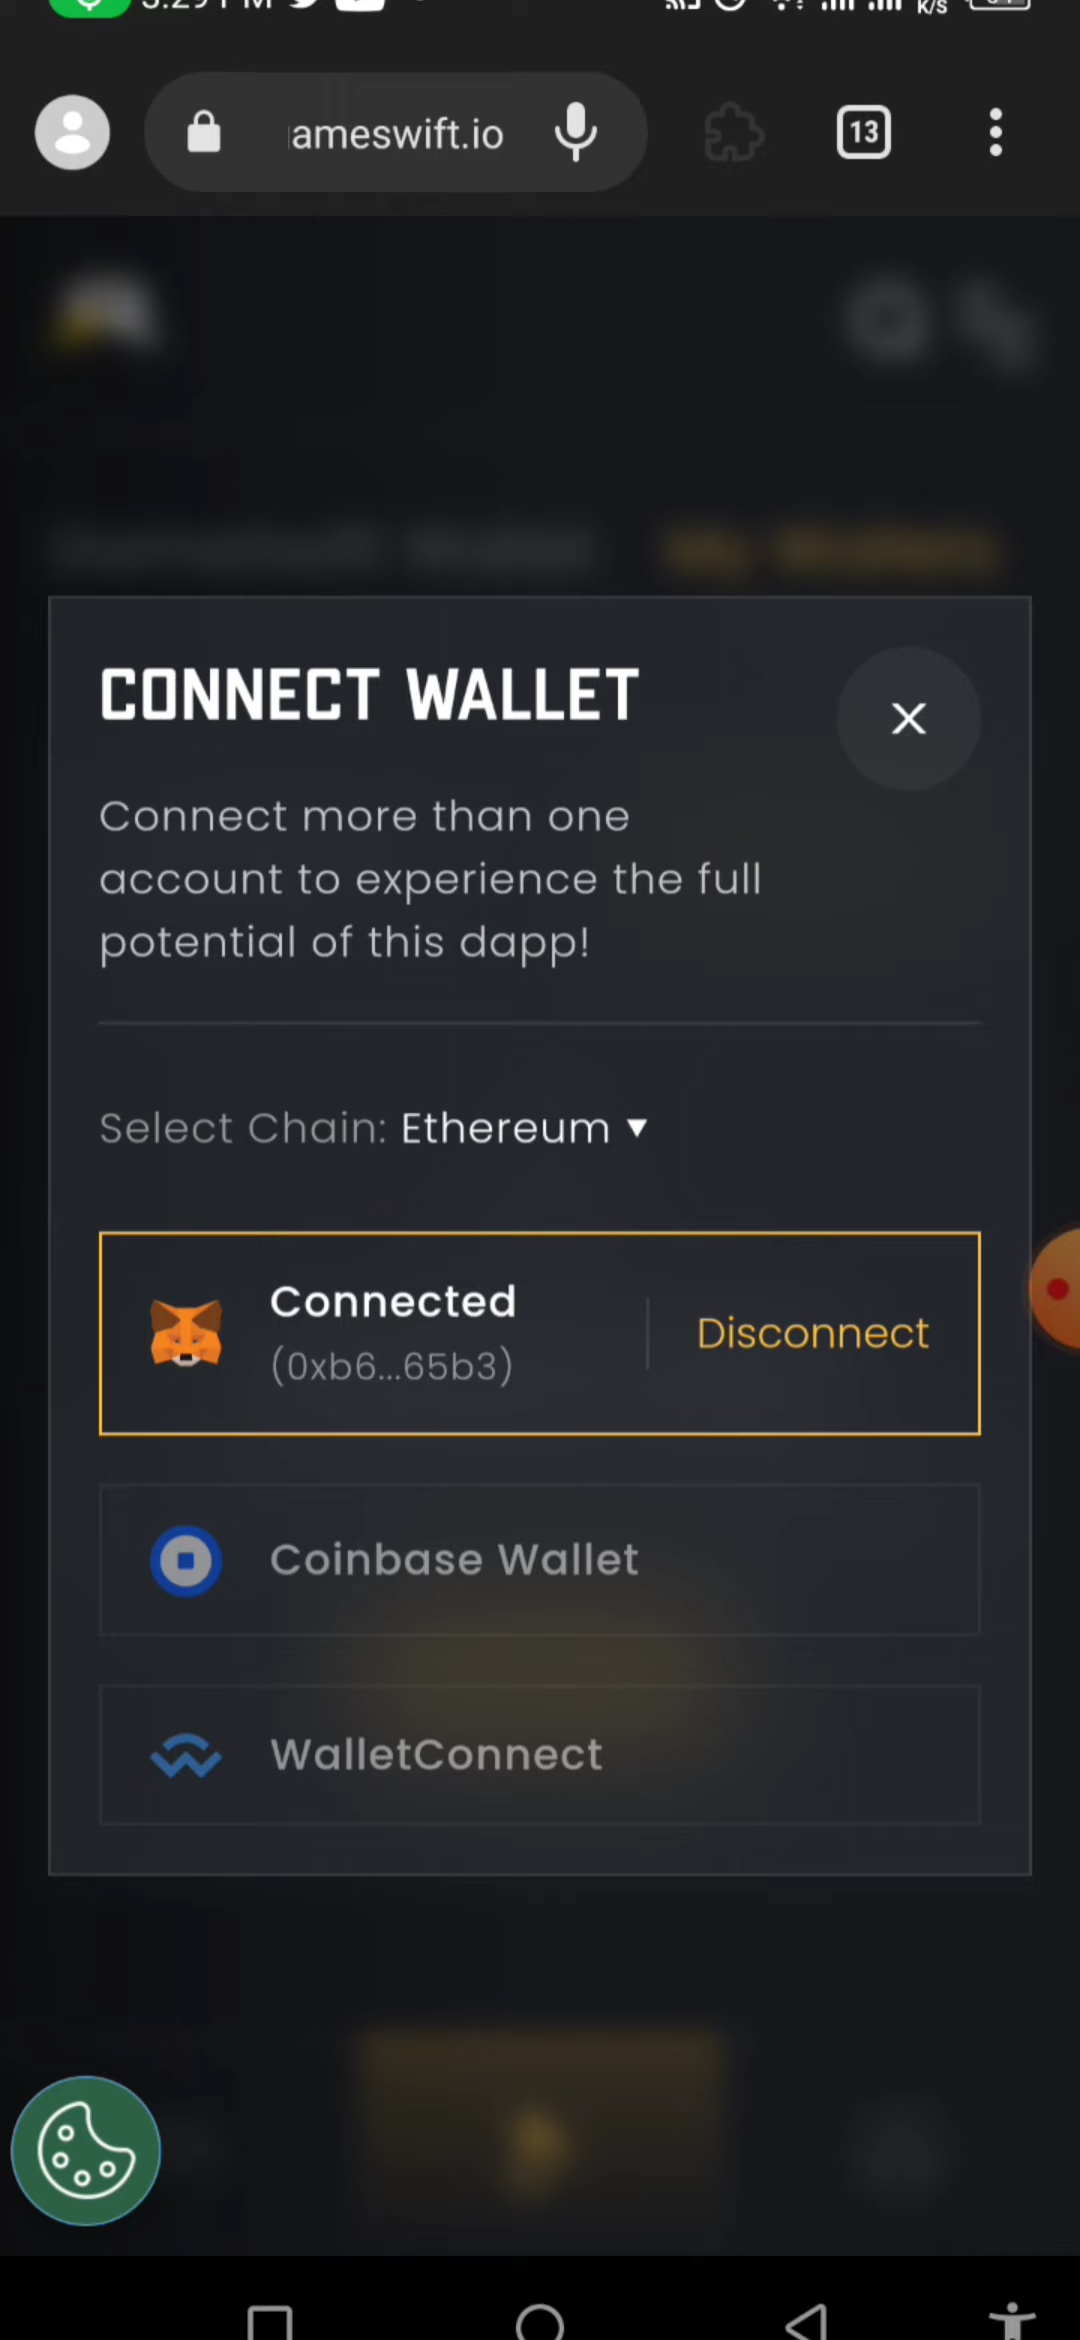 ameswift.io
13
CONNECT WALLET
Connect more than one
account to experience the full
potential of this dapp!
Select Chain: Ethereum ▼
Connected
(0xb6...65b3)
Disconnect
Coinbase Wallet
WalletConnect